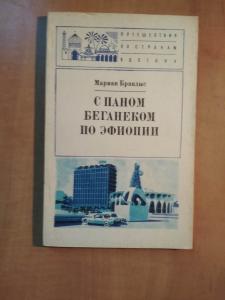 ПУТЕШЕСТВИЯ
ПО СТРАНАМ
ВОСТОКА
Мариан Брандыс
С ПАНОМ
БЕГАНЕКОМ
ПО ЭФИОПИИ